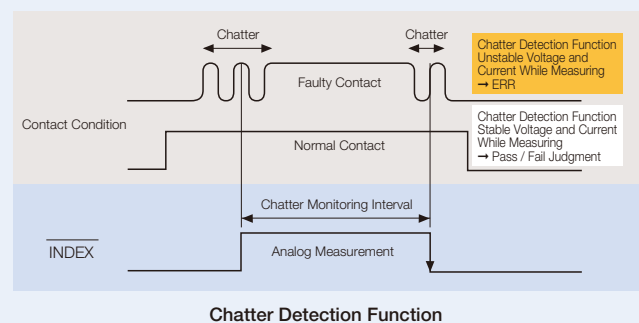 Chatter
Chatter
Chatter Detection Function
Unstable Voltage and
Current While Measuring
→ ERR
Faulty Contact
Chatter Detection Function
Stable Voltage and Current
While Measuring
→ Pass / Fail Judgment
Contact Condition
Normal Contact
Chatter Monitoring Interval
INDEX
Analog Measurement
Chatter Detection Function